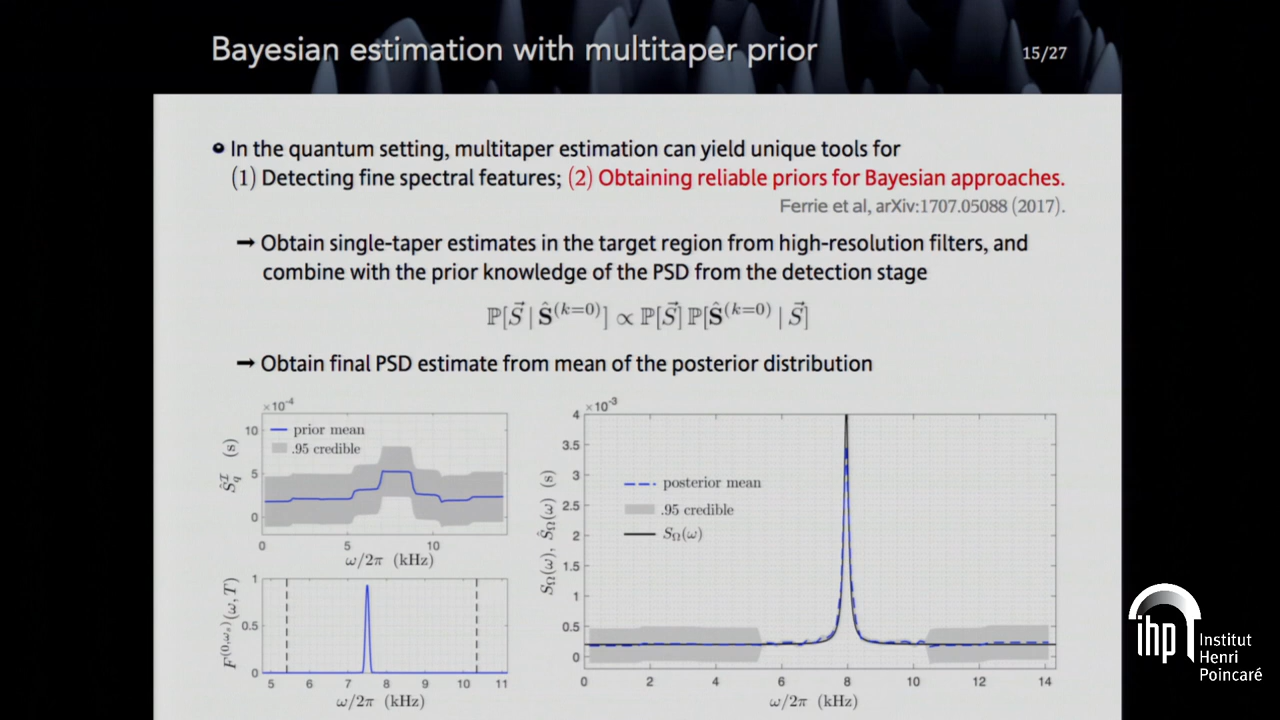 Bayesian estimation with multitaper prior
15/27
In the quantum setting, multitaper estimation can yield unique tools for
(1) Detecting fine spectral features; (2) Obtaining reliable priors for Bayesian approaches.
Ferrie et al, arXiv:1707.05088 (2017).
➞ Obtain single-taper estimates in the target region from high-resolution filters, and
combine with the prior knowledge of the PSD from the detection stage
ℙ[S⃗ | Ŝ^(k=0)] ∝ ℙ[S⃗] ℙ[Ŝ^(k=0) | S⃗]
➞ Obtain final PSD estimate from mean of the posterior distribution
×10⁻⁴
10
5
0
Ŝ_q^I (s)
prior mean
.95 credible
0 5 10
ω/2π (kHz)
1
0.5
0
F^(0,ω_s)(ω, T)
5 6 7 8 9 10 11
ω/2π (kHz)
×10⁻³
4
3.5
3
2.5
2
1.5
1
0.5
0
S_Ω(ω), Ŝ_Ω(ω) (s)
posterior mean
.95 credible
S_Ω(ω)
0 2 4 6 8 10 12 14
ω/2π (kHz)
ihp
Institut
Henri
Poincaré